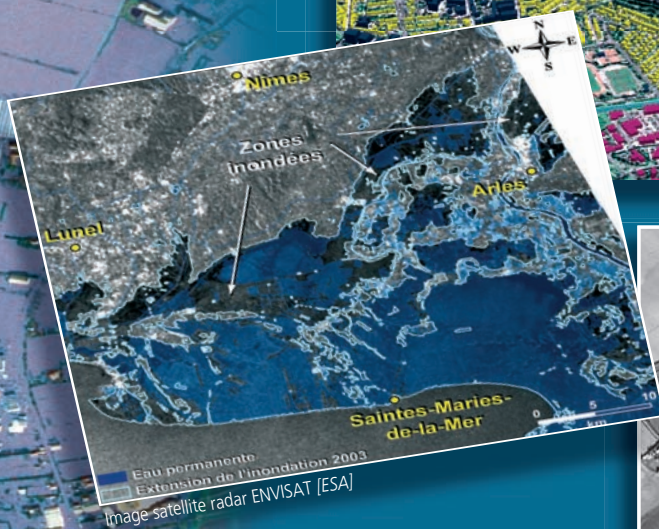 N
W E
S
Nîmes
Zones
inondées
Arles
Lunel
Saintes-Maries-
de-la-Mer
0 5 10
km
Eau permanente
Extension de l'inondation 2003
Image satellite radar ENVISAT [ESA]